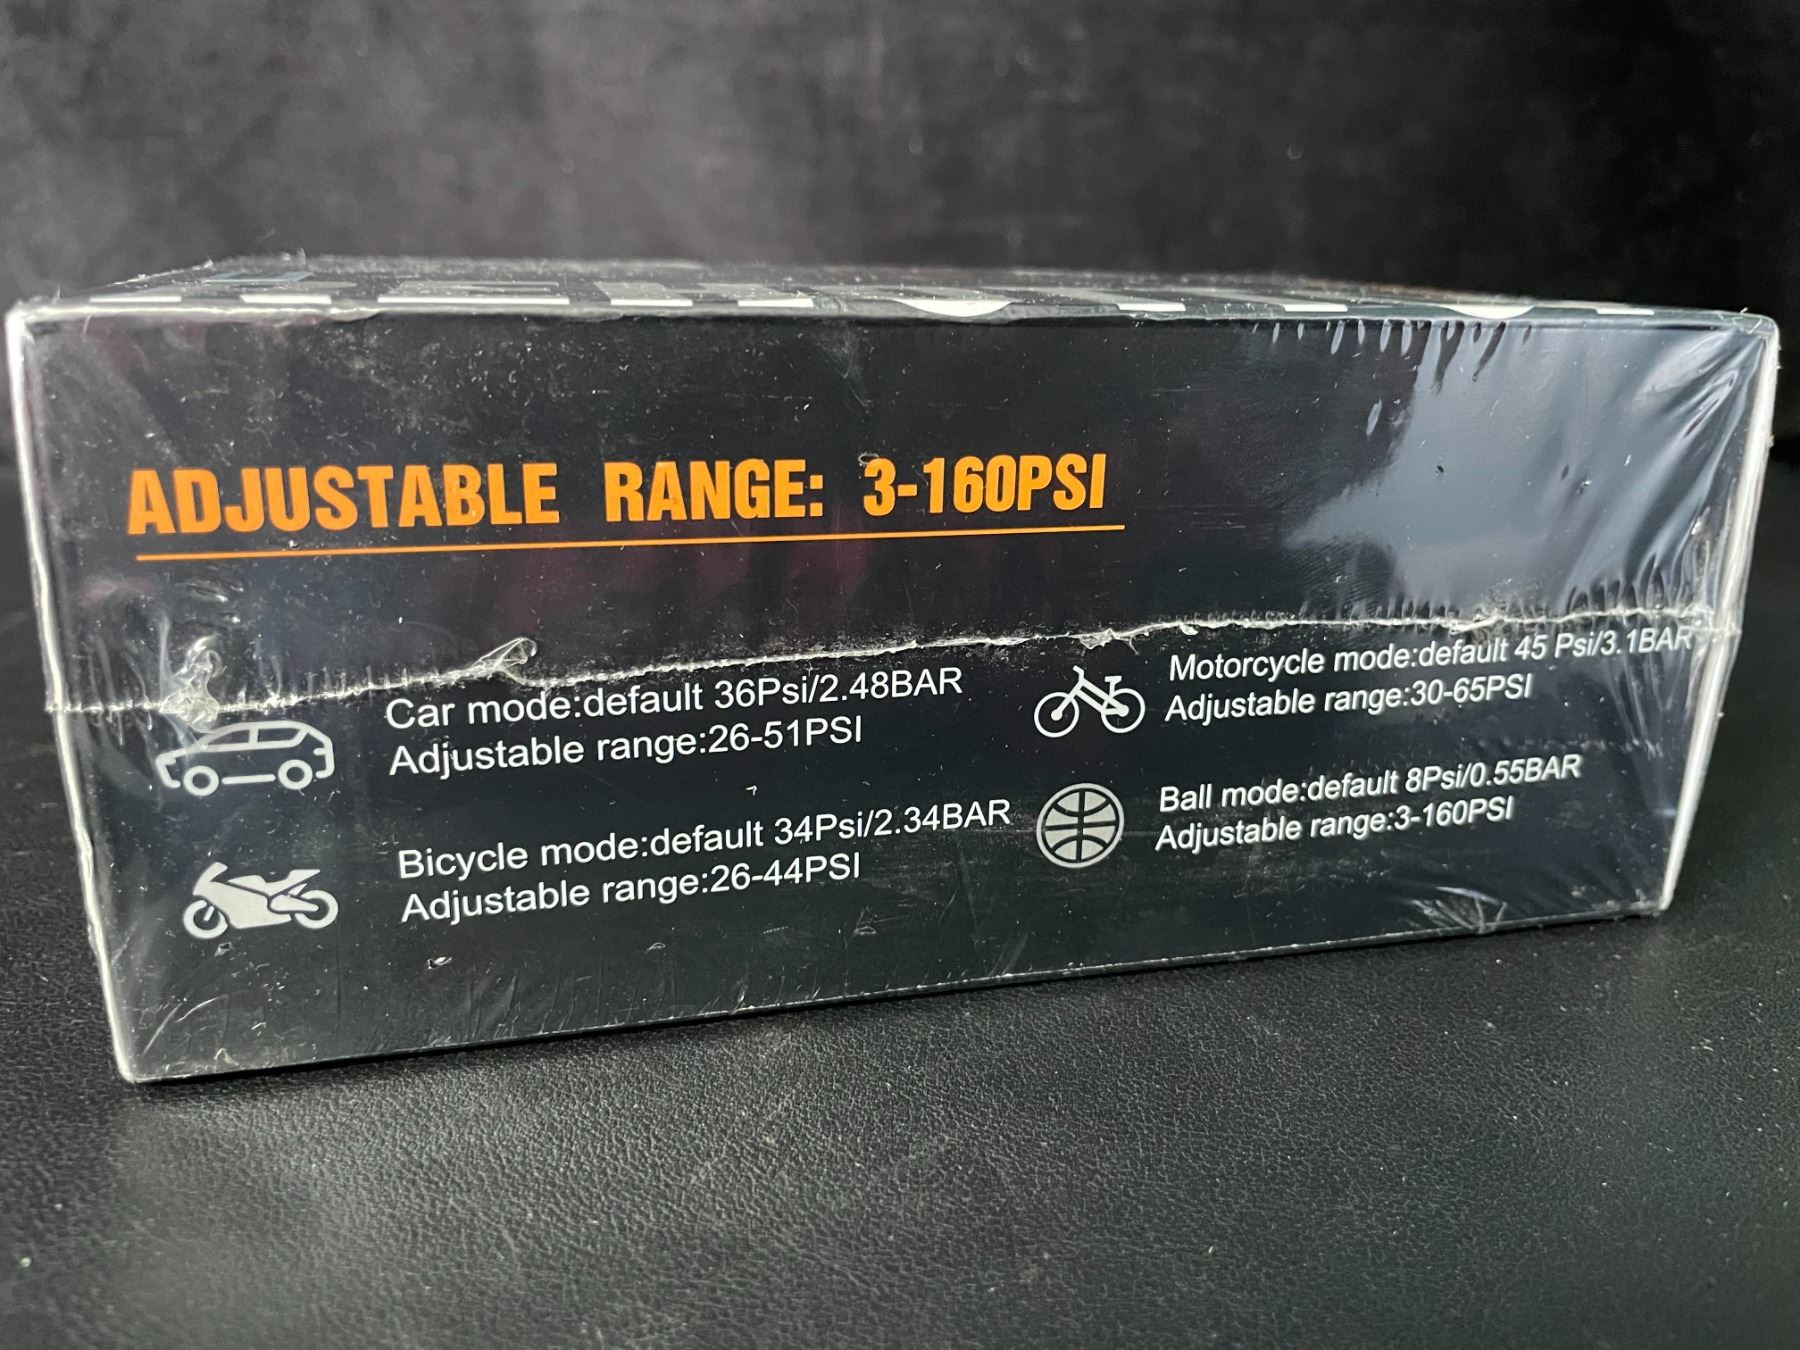 ADJUSTABLE RANGE: 3-160PSI
Car mode:default 36Psi/2.48BAR
Adjustable range:26-51PSI
Bicycle mode:default 34Psi/2.34BAR
Adjustable range:26-44PSI
Motorcycle mode:default 45 Psi/3.1BAR
Adjustable range:30-65PSI
Ball mode:default 8Psi/0.55BAR
Adjustable range:3-160PSI